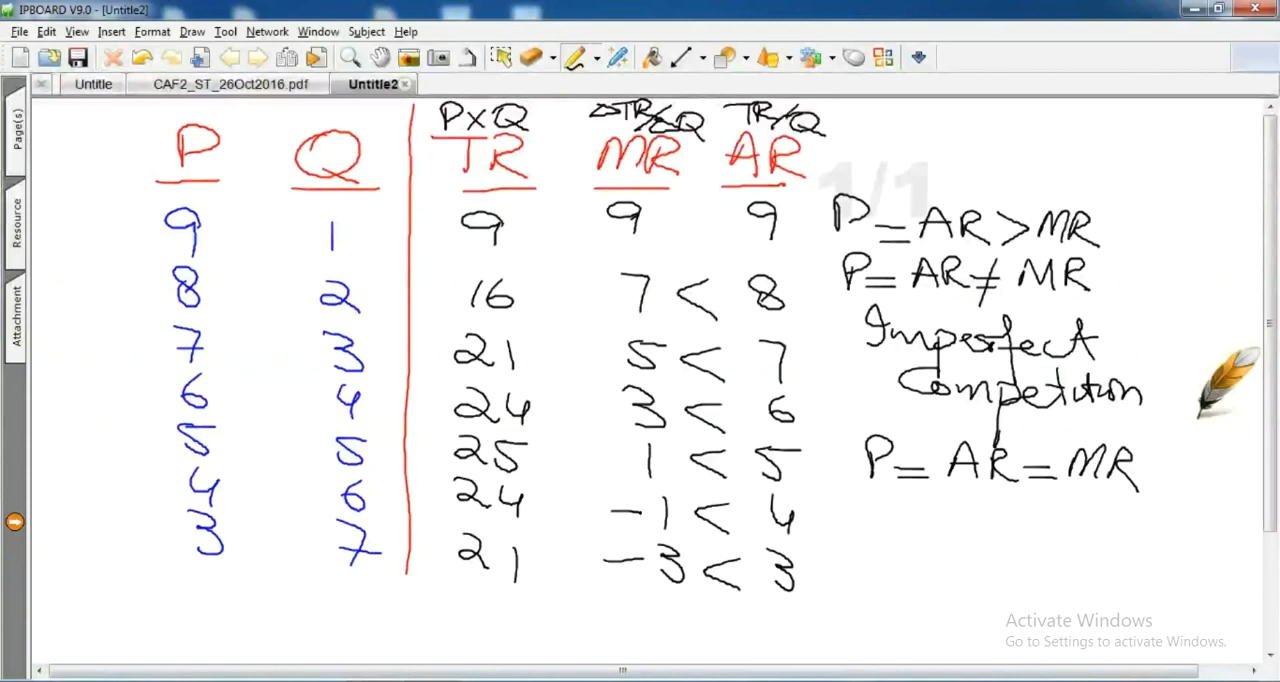 IPBOARD V9.0 - [Untitle2]
File Edit View Insert Format Draw Tool Network Window Subject Help
Untitle CAF2_ST_26Oct2016.pdf Untitle2
Page(s)
Resource
Attachment
P×Q ΔTR/ΔQ TR/Q
P Q TR MR AR
9 1 9 9 9
8 2 16 7 < 8
7 3 21 5 < 7
6 4 24 3 < 6
5 5 25 1 < 5
4 6 24 -1 < 4
3 7 21 -3 < 3
1/1
P = AR > MR
P = AR ≠ MR
Imperfect
Competition
P = AR = MR
Activate Windows
Go to Settings to activate Windows.